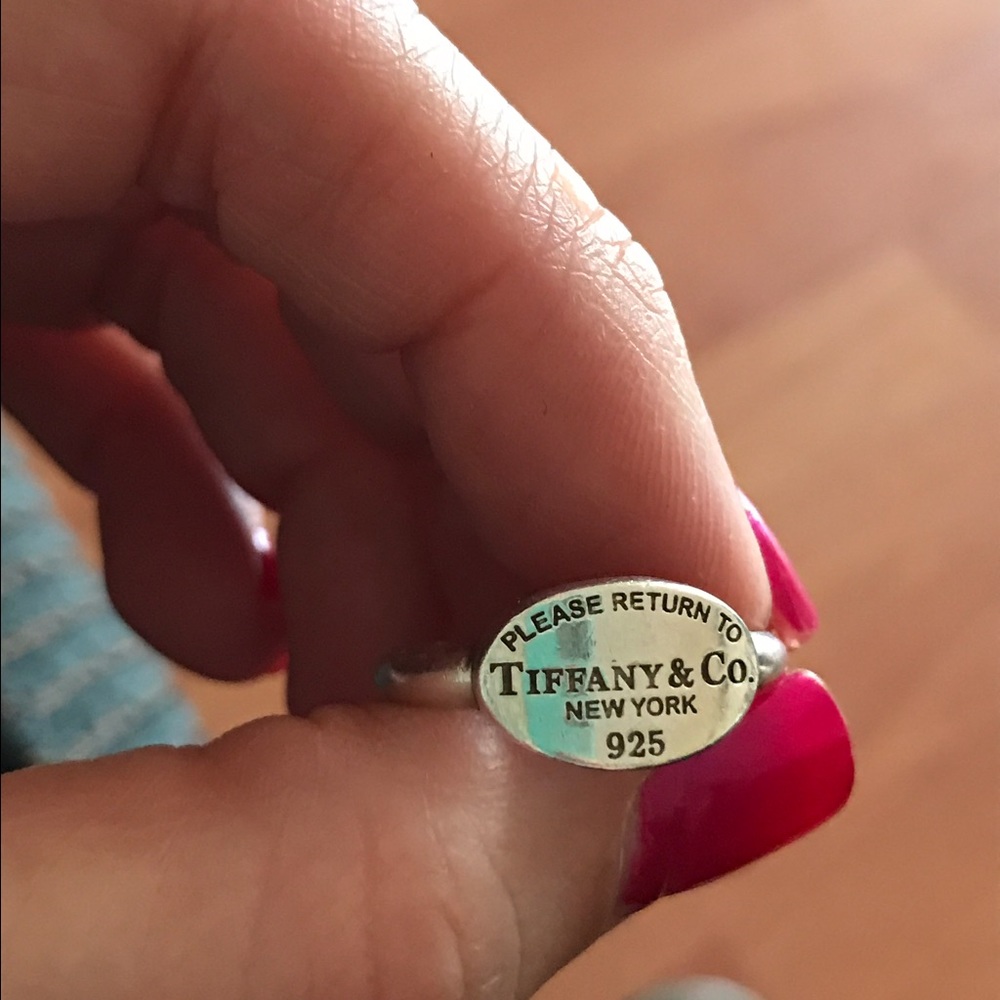 PLEASE RETURN TO
TIFFANY & CO.
NEW YORK
925